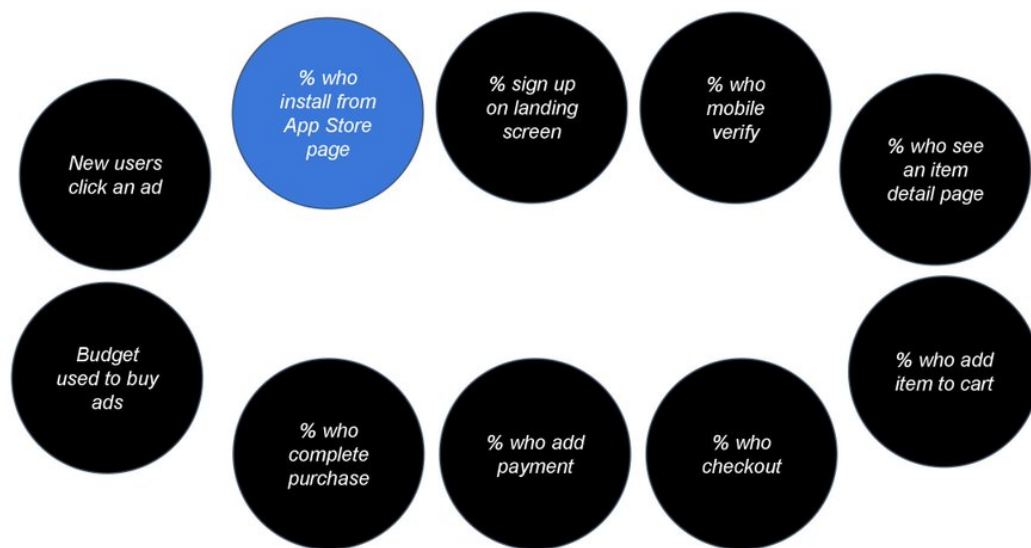 New users
click an ad
% who
install from
App Store
page
% sign up
on landing
screen
% who
mobile
verify
% who see
an item
detail page
% who add
item to cart
% who
checkout
% who add
payment
% who
complete
purchase
Budget
used to buy
ads